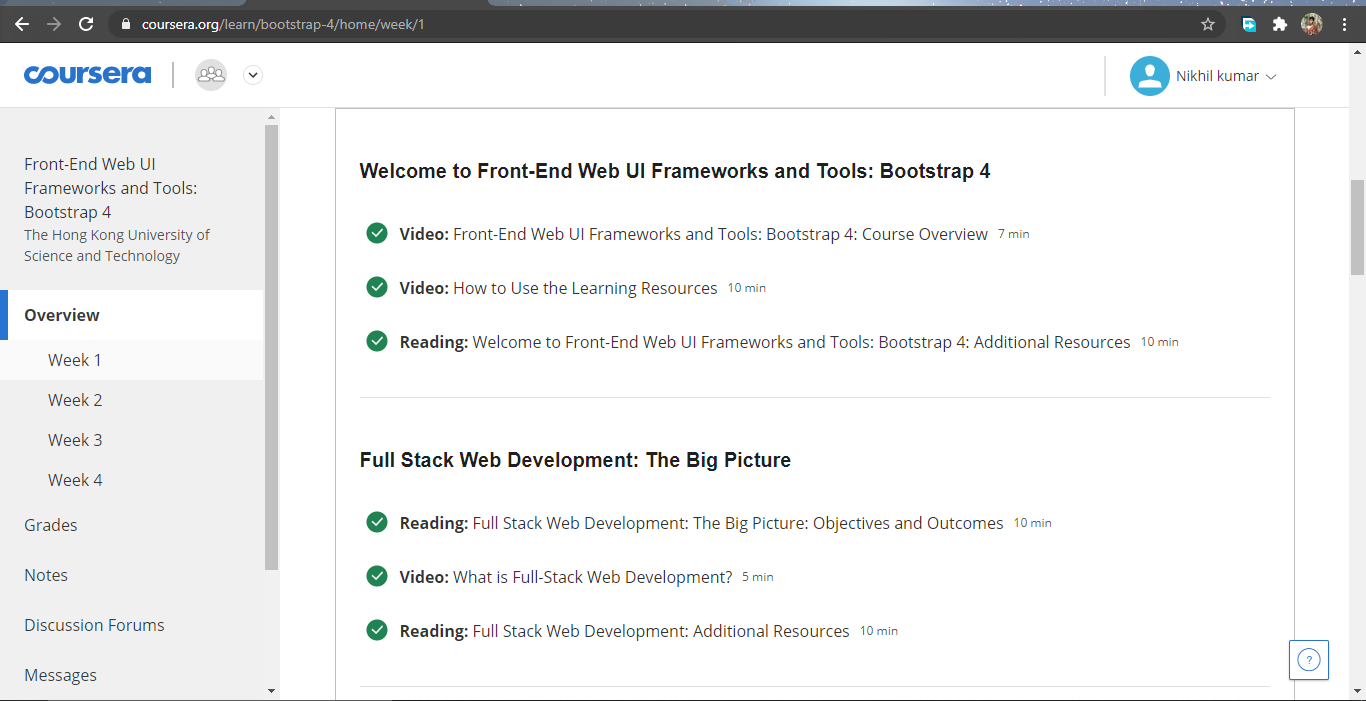 coursera.org/learn/bootstrap-4/home/week/1
coursera
Nikhil kumar
Front-End Web UI
Frameworks and Tools:
Bootstrap 4
The Hong Kong University of
Science and Technology
Overview
Week 1
Week 2
Week 3
Week 4
Grades
Notes
Discussion Forums
Messages
Welcome to Front-End Web UI Frameworks and Tools: Bootstrap 4
Video: Front-End Web UI Frameworks and Tools: Bootstrap 4: Course Overview 7 min
Video: How to Use the Learning Resources 10 min
Reading: Welcome to Front-End Web UI Frameworks and Tools: Bootstrap 4: Additional Resources 10 min
Full Stack Web Development: The Big Picture
Reading: Full Stack Web Development: The Big Picture: Objectives and Outcomes 10 min
Video: What is Full-Stack Web Development? 5 min
Reading: Full Stack Web Development: Additional Resources 10 min
?